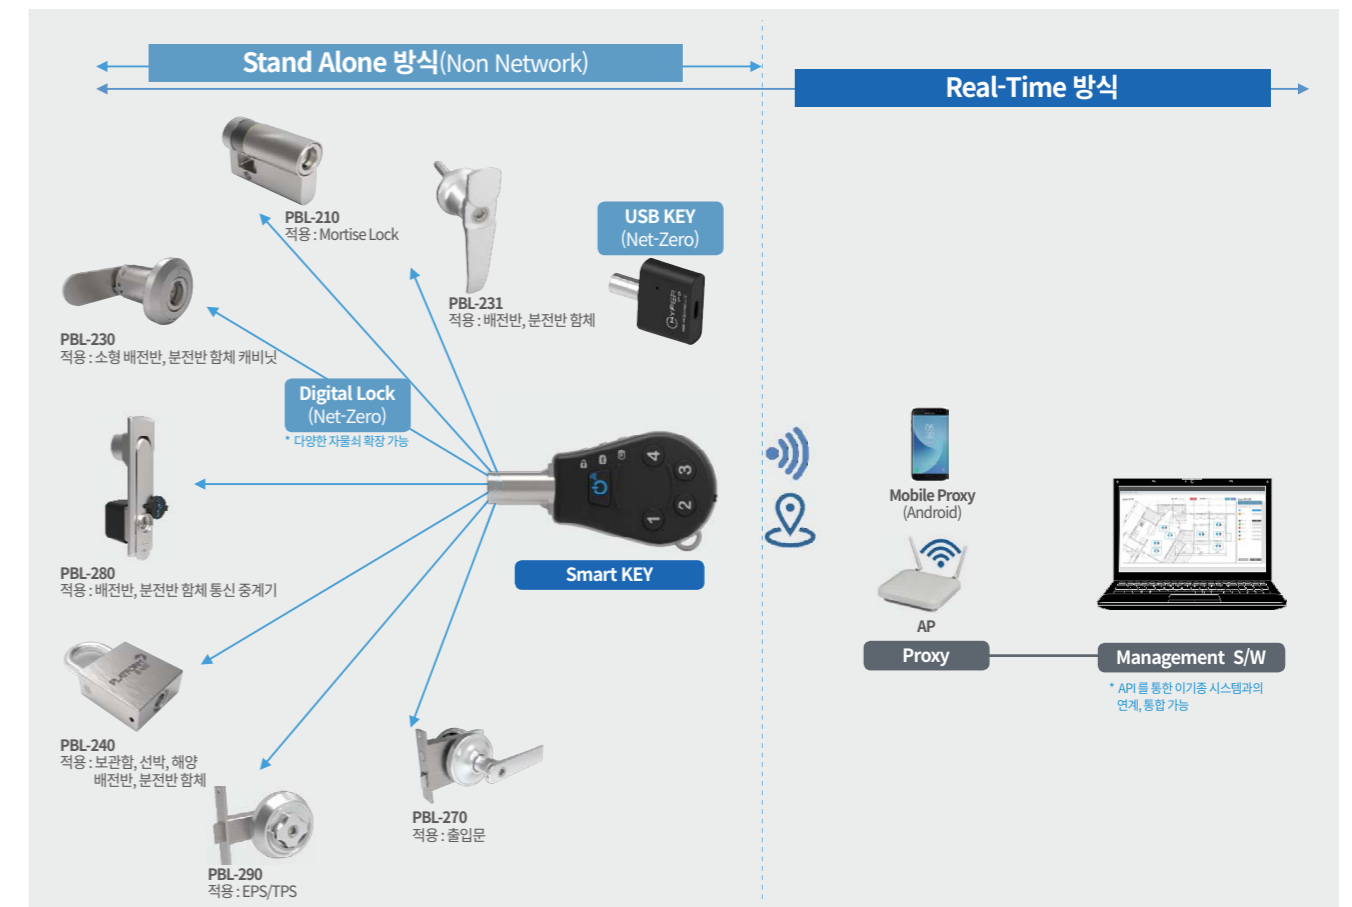 Stand Alone 방식(Non Network)
Real-Time 방식
PBL-210
적용 : Mortise Lock
PBL-231
적용 : 배전반, 분전반 함체
USB KEY
(Net-Zero)
PBL-230
적용 : 소형 배전반, 분전반 함체 캐비닛
Digital Lock
(Net-Zero)
* 다양한 자물쇠 확장 가능
1
2
3
4
Smart KEY
PBL-280
적용 : 배전반, 분전반 함체 통신 중계기
Mobile Proxy
(Android)
AP
Proxy
Management S/W
* API 를 통한 이기종 시스템과의
연계, 통합 가능
PBL-240
적용 : 보관함, 선박, 해양
배전반, 분전반 함체
PBL-270
적용 : 출입문
PBL-290
적용 : EPS/TPS